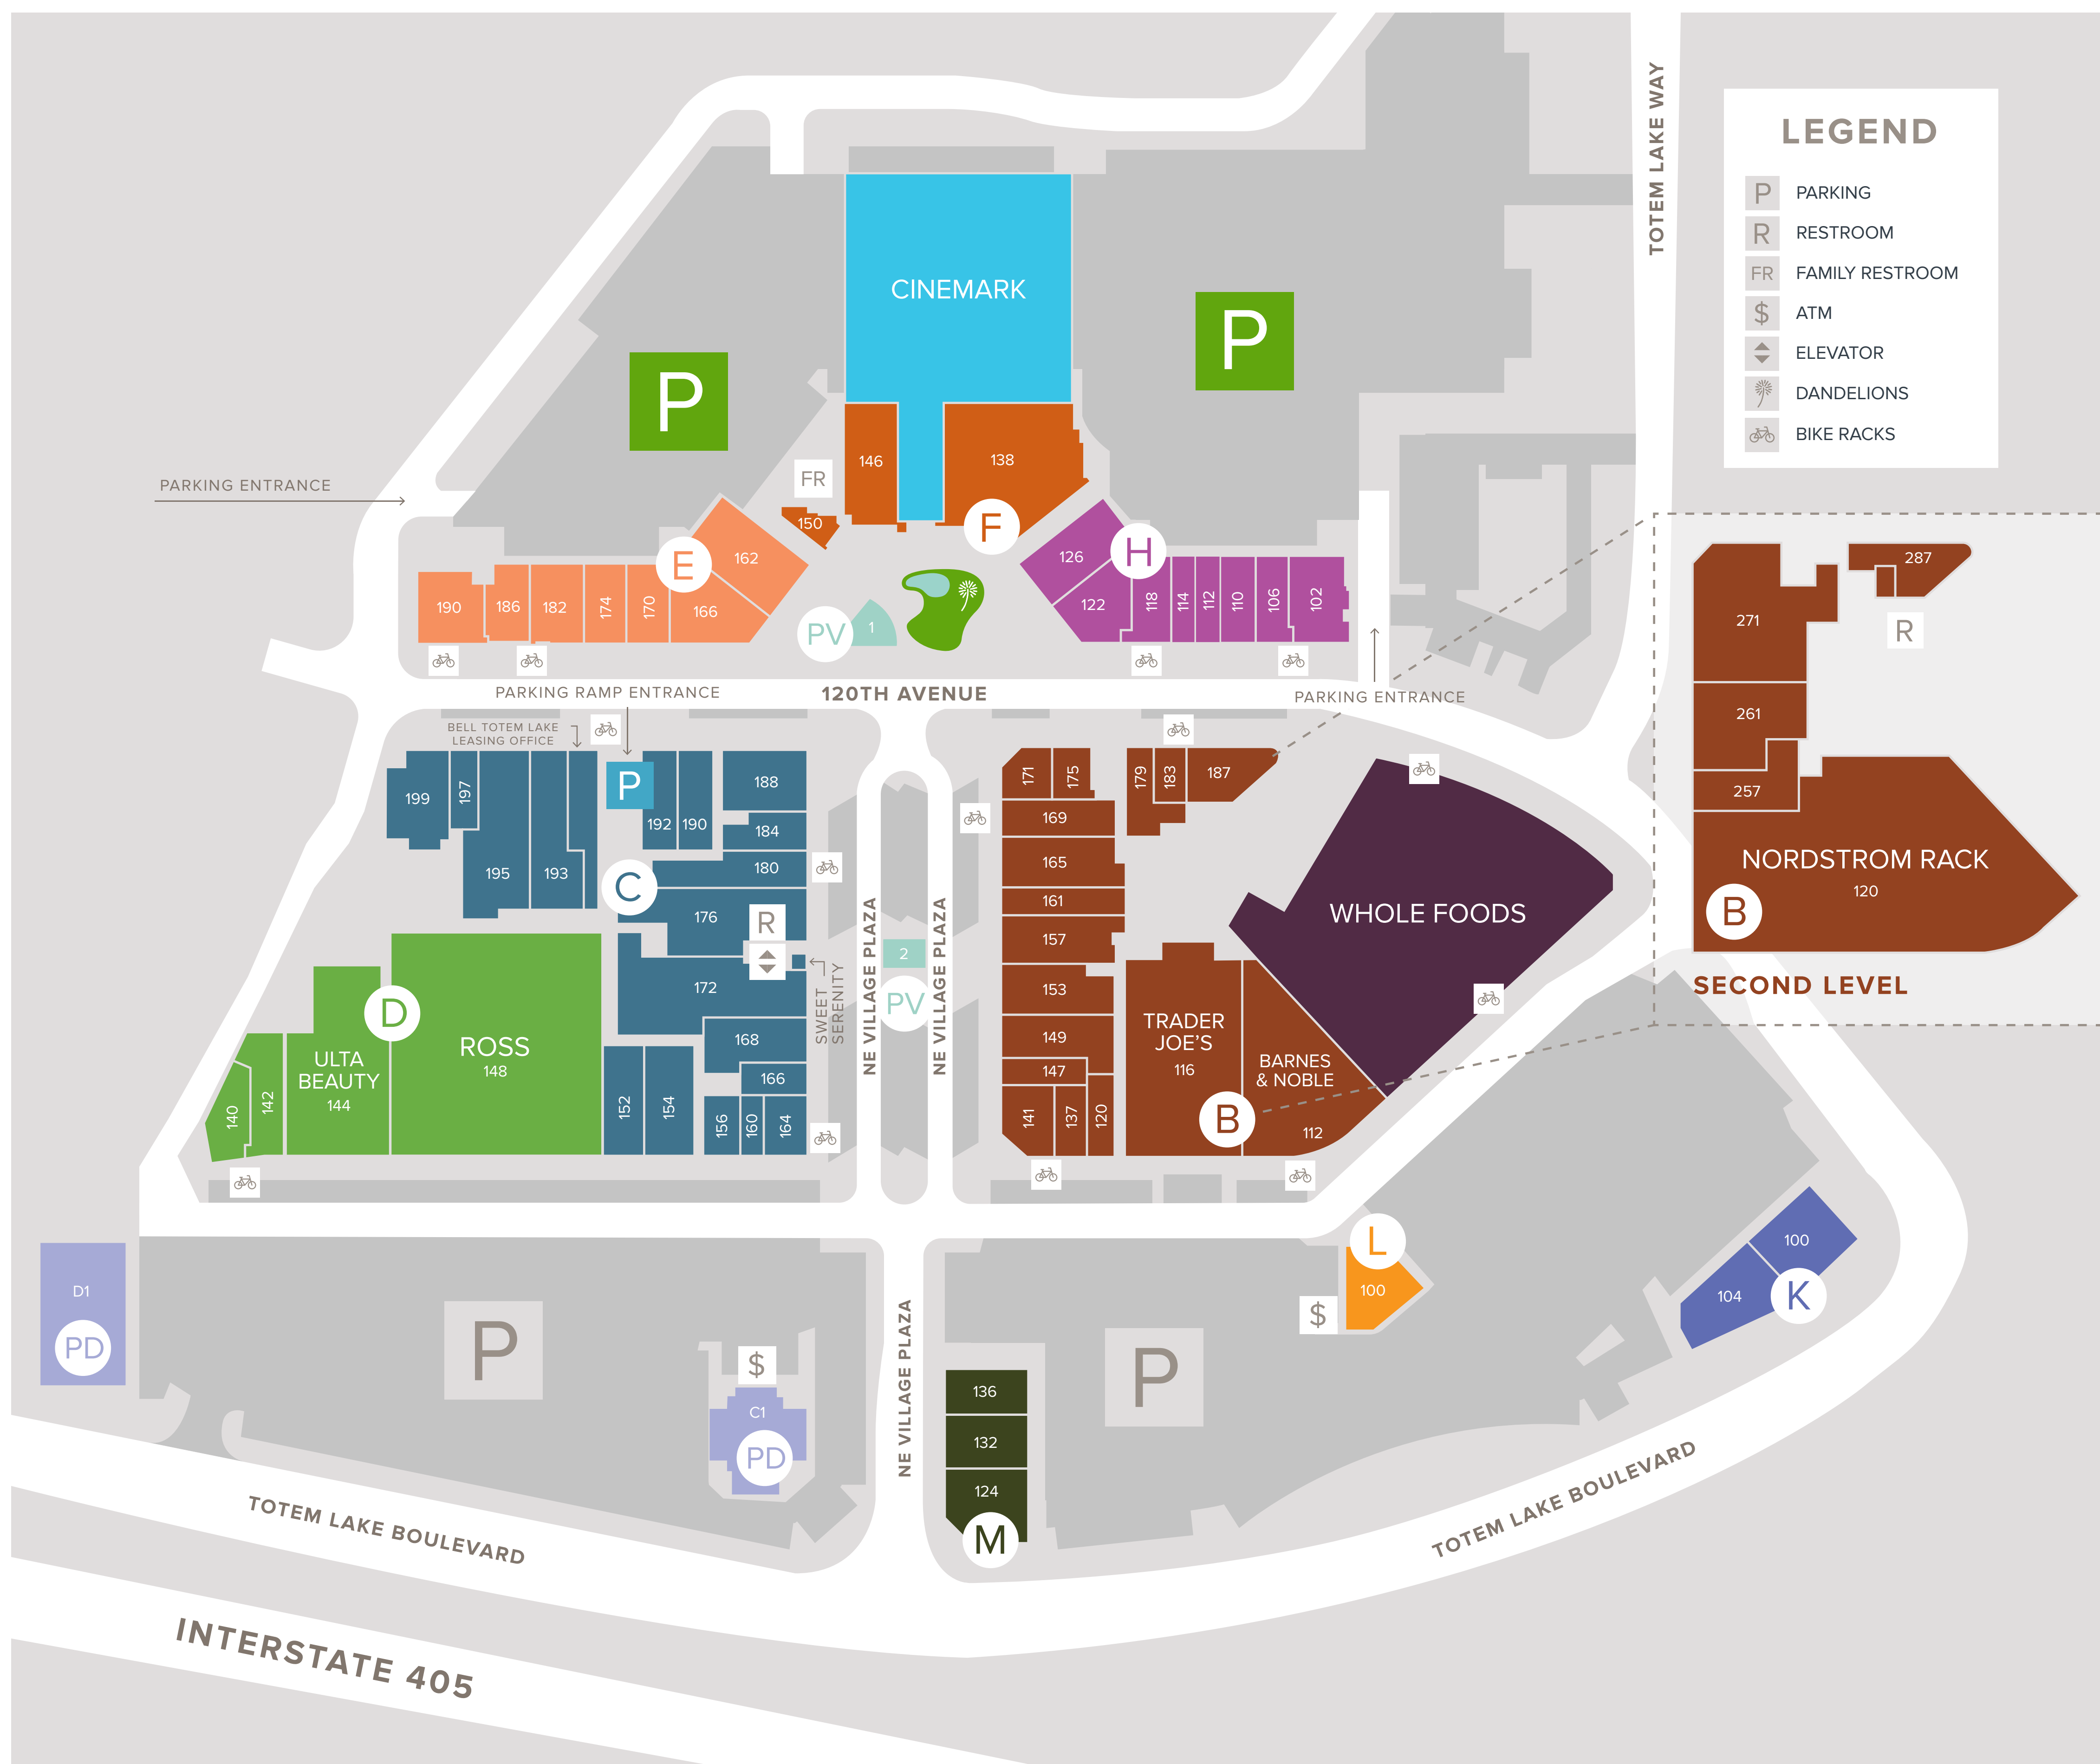 TOTEM LAKE WAY
LEGEND
P PARKING
R RESTROOM
FR FAMILY RESTROOM
$ ATM
ELEVATOR
DANDELIONS
BIKE RACKS
CINEMARK
P
P
146
138
FR
150
F
PARKING ENTRANCE
E
162
190
186
182
174
170
166
126
H
122
118
114
112
110
106
102
PV
1
PARKING RAMP ENTRANCE
120TH AVENUE
PARKING ENTRANCE
271
287
R
261
257
NORDSTROM RACK
120
B
SECOND LEVEL
BELL TOTEM LAKE
LEASING OFFICE
199
197
195
193
P
192
190
188
184
180
C
176
R
172
SWEET
SERENITY
168
166
152
154
156
160
164
D
ROSS
148
ULTA
BEAUTY
144
142
140
NE VILLAGE PLAZA
NE VILLAGE PLAZA
2
PV
171
175
179
183
187
169
165
161
157
153
149
147
141
137
120
WHOLE FOODS
TRADER
JOE'S
116
BARNES
& NOBLE
B
112
D1
PD
P
$
C1
PD
NE VILLAGE PLAZA
136
132
124
M
P
L
100
$
100
104
K
TOTEM LAKE BOULEVARD
TOTEM LAKE BOULEVARD
INTERSTATE 405